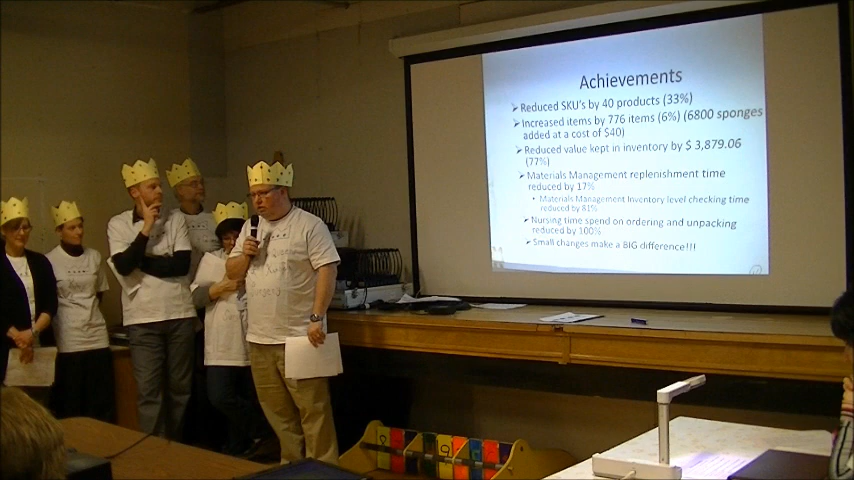 Achievements
Reduced SKU's by 40 products (33%)
Increased items by 776 items (6%) (6800 sponges
added at a cost of $40)
Reduced value kept in inventory by $ 3,879.06
(77%)
Materials Management replenishment time
reduced by 17%
Materials Management Inventory level checking time
reduced by 81%
Nursing time spend on ordering and unpacking
reduced by 100%
Small changes make a BIG difference!!!